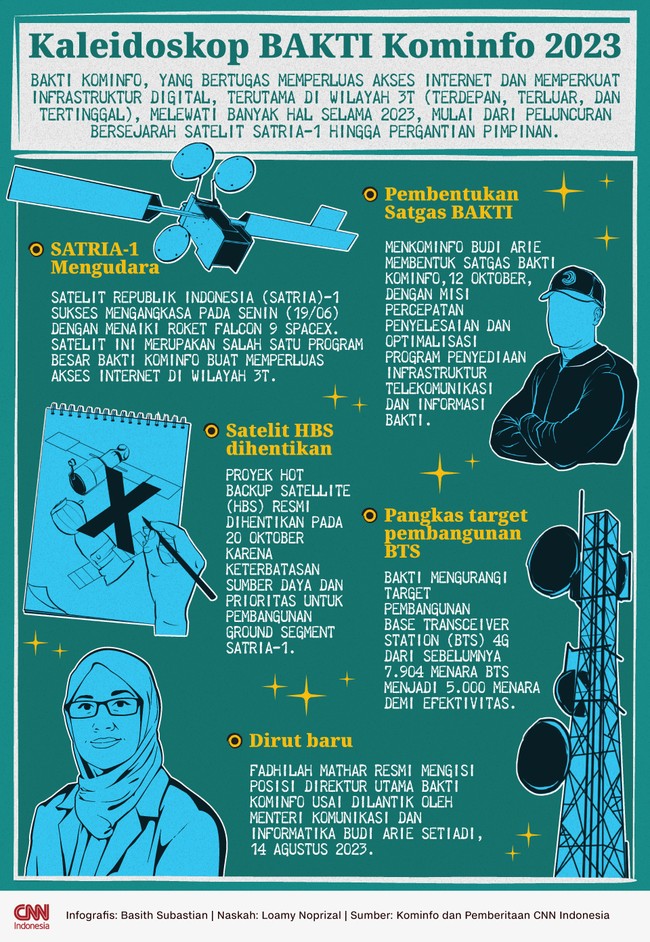 Kaleidoskop BAKTI Kominfo 2023
BAKTI KOMINFO, YANG BERTUGAS MEMPERLUAS AKSES INTERNET DAN MEMPERKUAT
INFRASTRUKTUR DIGITAL, TERUTAMA DI WILAYAH 3T (TERDEPAN, TERLUAR, DAN
TERTINGGAL), MELEWATI BANYAK HAL SELAMA 2023, MULAI DARI PELUNCURAN
BERSEJARAH SATELIT SATRIA-1 HINGGA PERGANTIAN PIMPINAN.
SATRIA-1
Mengudara
SATELIT REPUBLIK INDONESIA (SATRIA)-1
SUKSES MENGANGKASA PADA SENIN (19/06)
DENGAN MENAIKI ROKET FALCON 9 SPACEX.
SATELIT INI MERUPAKAN SALAH SATU PROGRAM
BESAR BAKTI KOMINFO BUAT MEMPERLUAS
AKSES INTERNET DI WILAYAH 3T.
Pembentukan
Satgas BAKTI
MENKOMINFO BUDI ARIE
MEMBENTUK SATGAS BAKTI
KOMINFO,12 OKTOBER,
DENGAN MISI
PERCEPATAN
PENYELESAIAN DAN
OPTIMALISASI
PROGRAM PENYEDIAAN
INFRASTRUKTUR
TELEKOMUNIKASI
DAN INFORMASI
BAKTI.
Satelit HBS
dihentikan
PROYEK HOT
BACKUP SATELLITE
(HBS) RESMI
DIHENTIKAN PADA
20 OKTOBER
KARENA
KETERBATASAN
SUMBER DAYA DAN
PRIORITAS UNTUK
PEMBANGUNAN
GROUND SEGMENT
SATRIA-1.
Pangkas target
pembangunan
BTS
BAKTI MENGURANGI
TARGET
PEMBANGUNAN
BASE TRANSCEIVER
STATION (BTS) 4G
DARI SEBELUMNYA
7.904 MENARA BTS
MENJADI 5.000 MENARA
DEMI EFEKTIVITAS.
Dirut baru
FADHILAH MATHAR RESMI MENGISI
POSISI DIREKTUR UTAMA BAKTI
KOMINFO USAI DILANTIK OLEH
MENTERI KOMUNIKASI DAN
INFORMATIKA BUDI ARIE SETIADI,
14 AGUSTUS 2023.
CNN
Indonesia
Infografis: Basith Subastian | Naskah: Loamy Noprizal | Sumber: Kominfo dan Pemberitaan CNN Indonesia